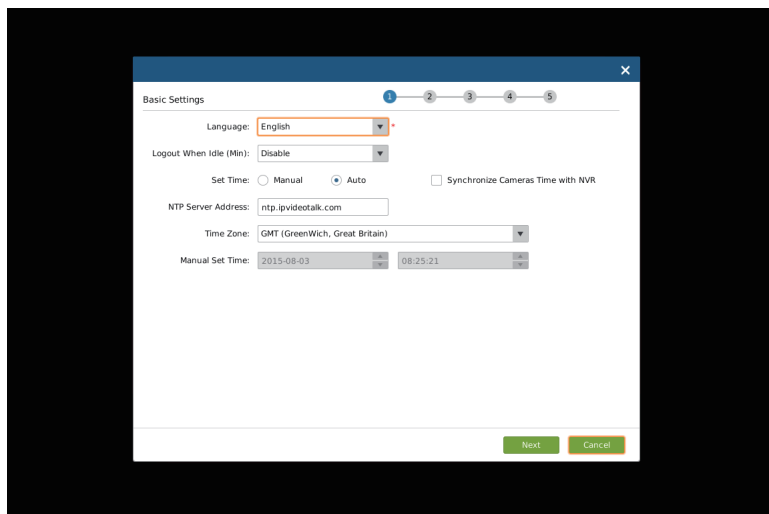 ×
Basic Settings 1 2 3 4 5
Language: English *
Logout When Idle (Min): Disable
Set Time: Manual Auto Synchronize Cameras Time with NVR
NTP Server Address: ntp.ipvideotalk.com
Time Zone: GMT (GreenWich, Great Britain)
Manual Set Time: 2015-08-03 08:25:21
Next Cancel